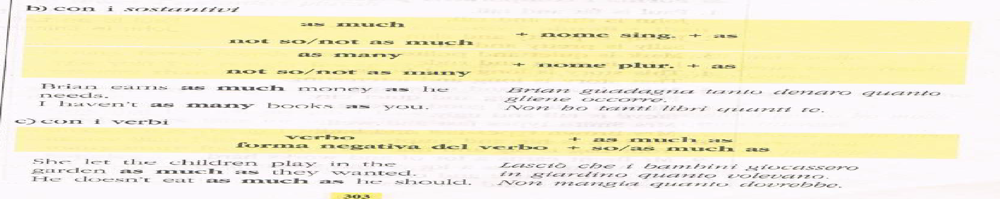 b) con i sostantivi
as much
not so/not as much
+ nome sing. + as
as many
not so/not as many
+ nome plur. + as
Brian earns as much money as he
needs.
I haven't as many books as you.
Brian guadagna tanto denaro quanto
gliene occorre.
Non ho tanti libri quanti te.
c) con i verbi
verbo + as much as
forma negativa del verbo + so/as much as
She let the children play in the
garden as much as they wanted.
He doesn't eat as much as he should.
Lasciò che i bambini giocassero
in giardino quanto volevano.
Non mangia quanto dovrebbe.
303